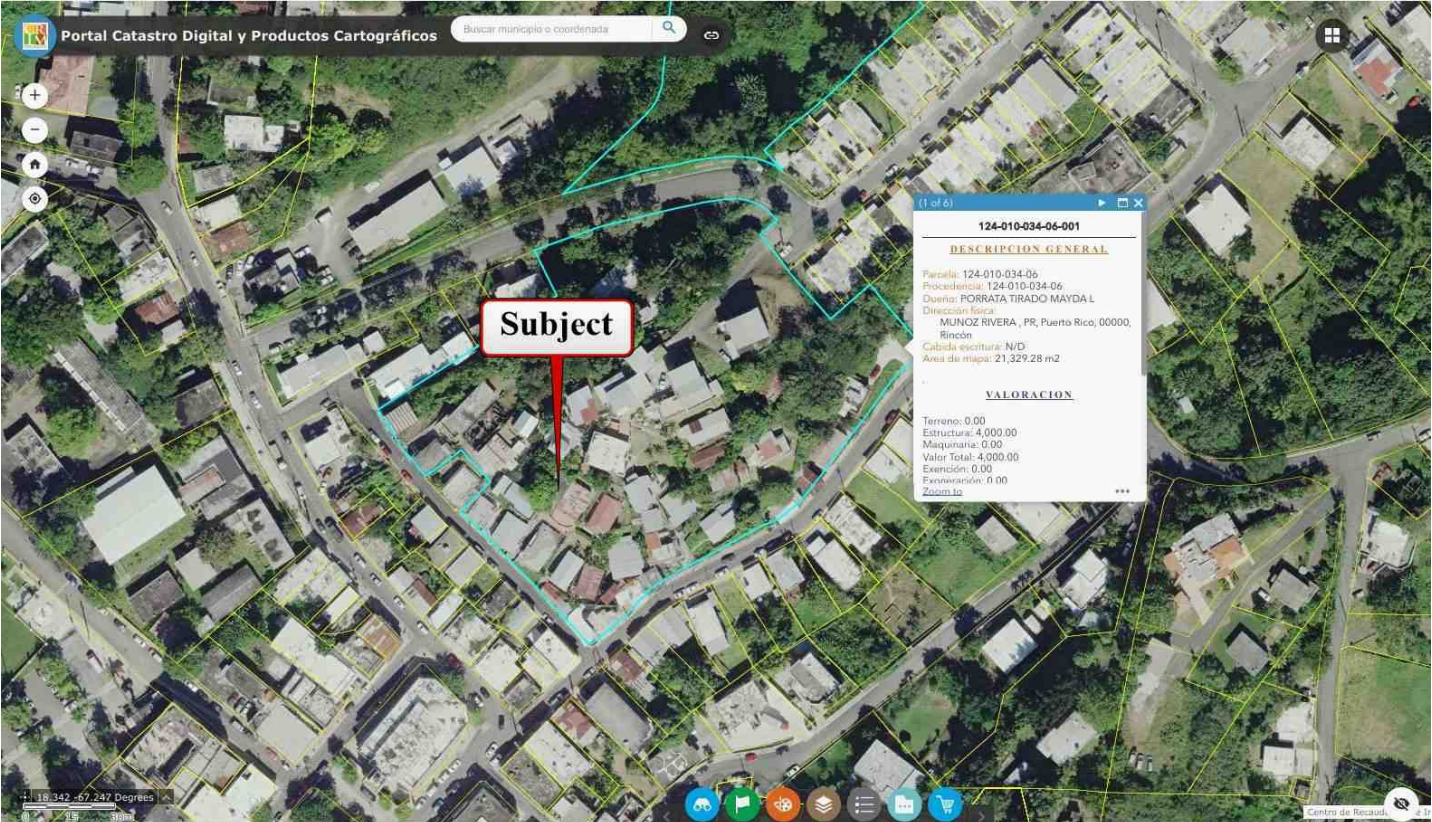 Portal Catastro Digital y Productos Cartográficos
Buscar municipio o coordenada
Subject
(1 of 6)
124-010-034-06-001
DESCRIPCION GENERAL
Parcela: 124-010-034-06
Procedencia: 124-010-034-06
Dueño: PORRATA TIRADO MAYDA L
Dirección física:
MUNOZ RIVERA , PR, Puerto Rico, 00000,
Rincón
Cabida escritura: N/D
Area de mapa: 21,329.28 m2
.
VALORACION
Terreno: 0.00
Estructura: 4,000.00
Maquinaria: 0.00
Valor Total: 4,000.00
Exención: 0.00
Exoneración: 0.00
Zoom to
18.342 -67.247 Degrees
Centro de